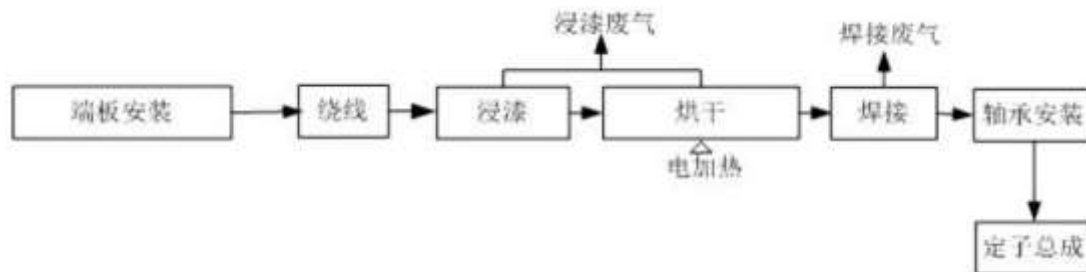 浸漆废气
焊接废气
端板安装
绕线
浸漆
烘干
焊接
轴承安装
电加热
定子总成